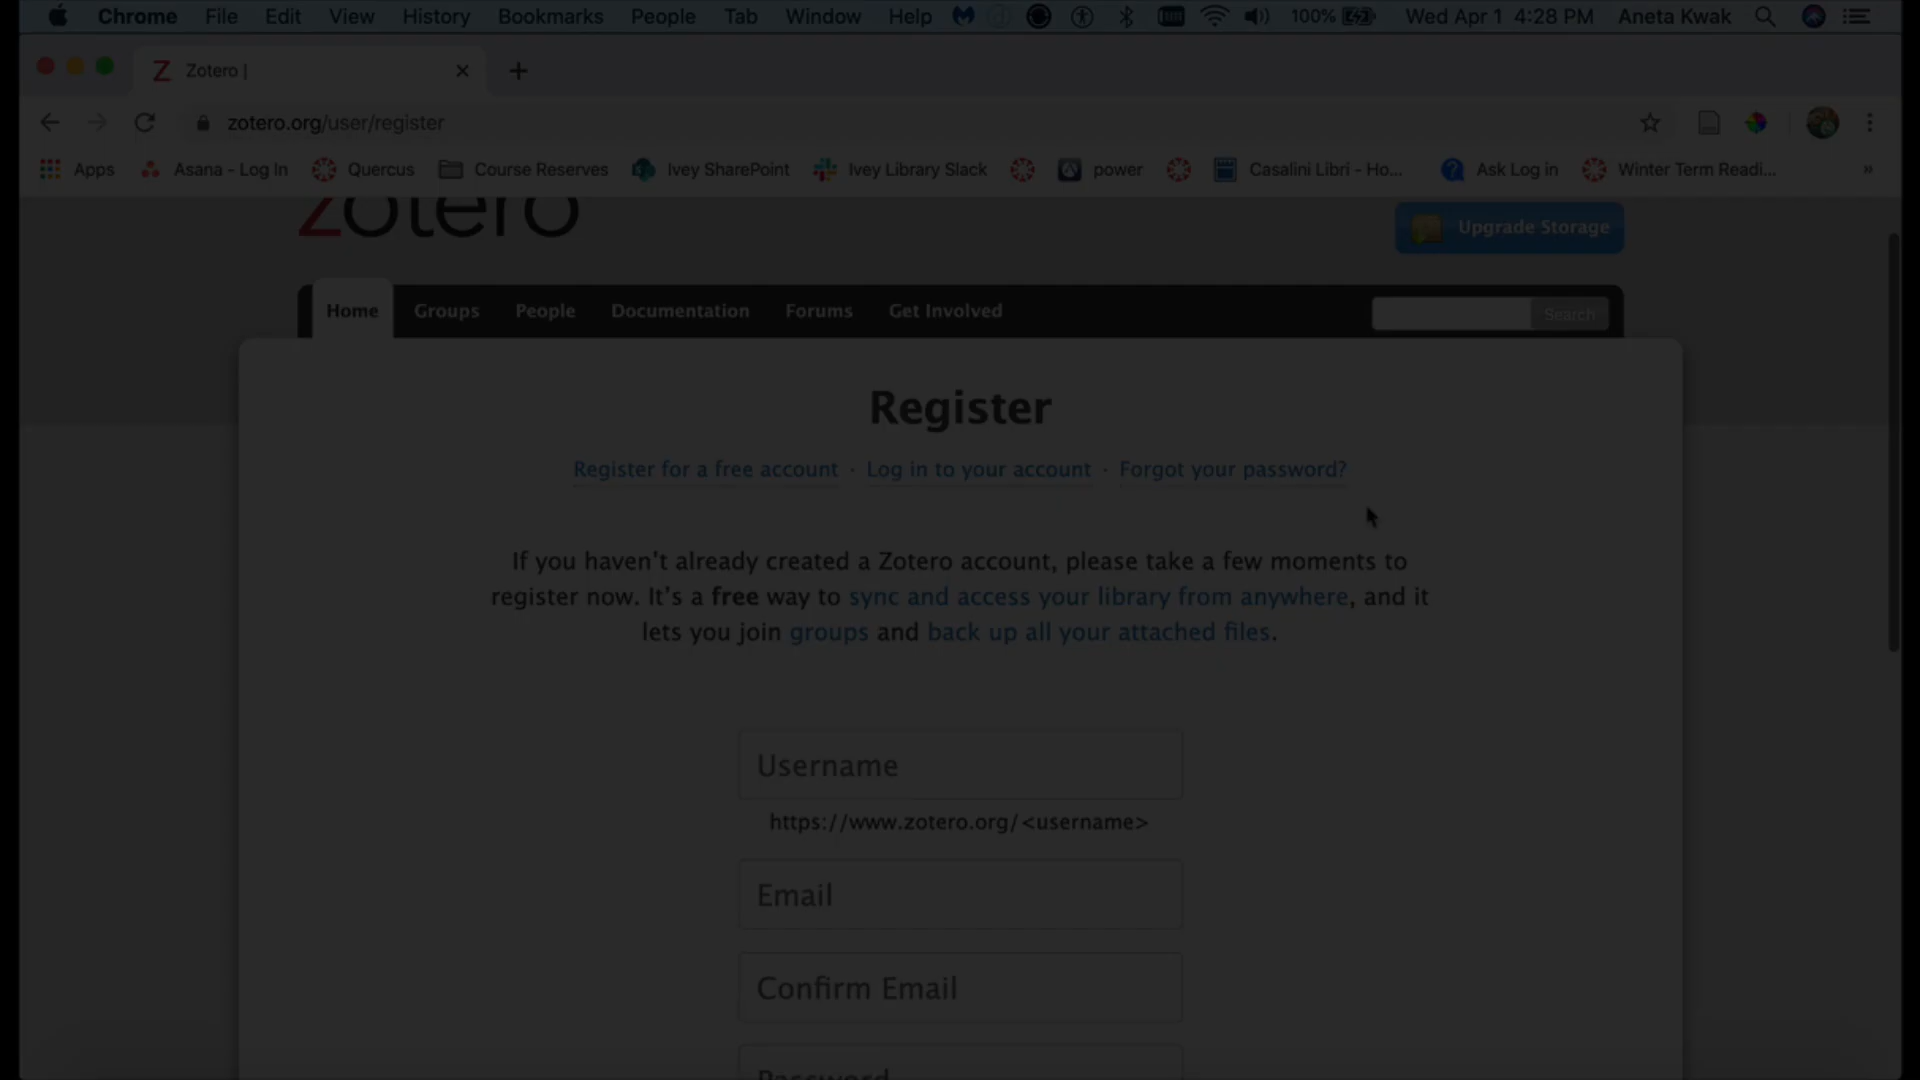 Chrome File Edit View History Bookmarks People Tab Window Help 100% Wed Apr 1 4:28 PM Aneta Kwak
Zotero |
zotero.org/user/register
Apps Asana - Log In Quercus Course Reserves Ivey SharePoint Ivey Library Slack power Casalini Libri - Ho... Ask Log in Winter Term Readi... »
zotero
Upgrade Storage
Home Groups People Documentation Forums Get Involved Search
Register
Register for a free account · Log in to your account · Forgot your password?
If you haven't already created a Zotero account, please take a few moments to
register now. It's a free way to sync and access your library from anywhere, and it
lets you join groups and back up all your attached files.
Username
https://www.zotero.org/<username>
Email
Confirm Email
Password